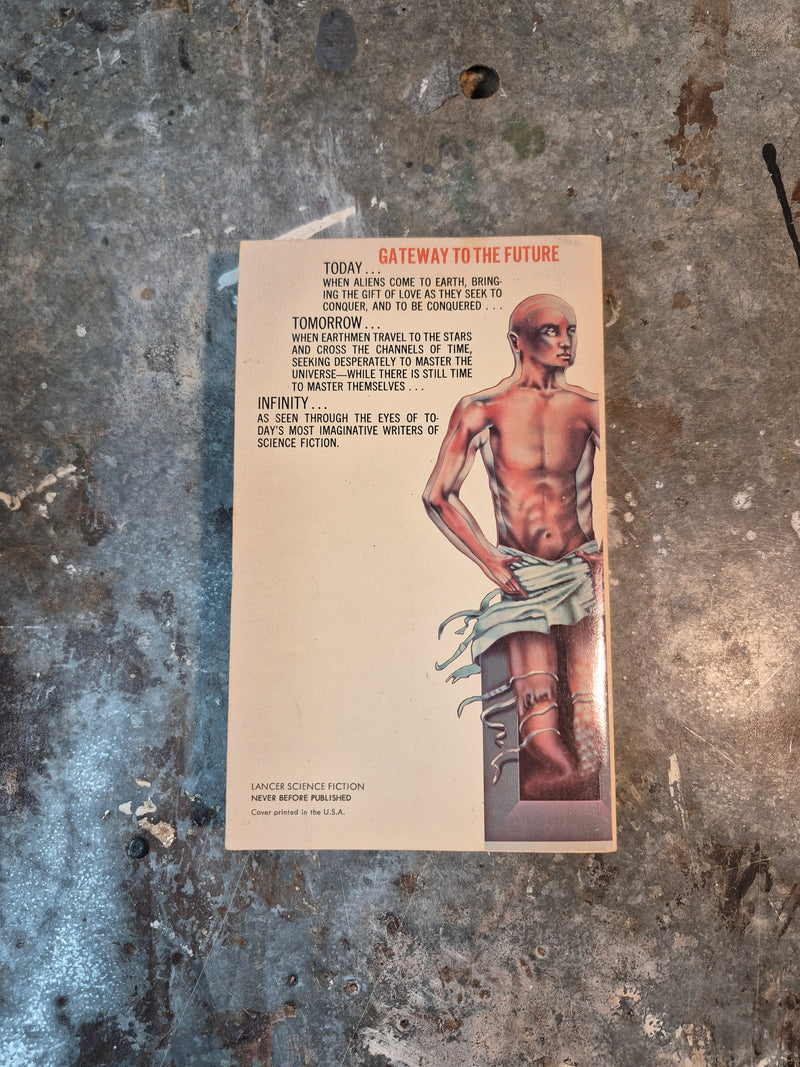 GATEWAY TO THE FUTURE
TODAY...
WHEN ALIENS COME TO EARTH, BRING-
ING THE GIFT OF LOVE AS THEY SEEK TO
CONQUER, AND TO BE CONQUERED...
TOMORROW...
WHEN EARTHMEN TRAVEL TO THE STARS
AND CROSS THE CHANNELS OF TIME,
SEEKING DESPERATELY TO MASTER THE
UNIVERSE—WHILE THERE IS STILL TIME
TO MASTER THEMSELVES...
INFINITY...
AS SEEN THROUGH THE EYES OF TO-
DAY'S MOST IMAGINATIVE WRITERS OF
SCIENCE FICTION.
LANCER SCIENCE FICTION
NEVER BEFORE PUBLISHED
Cover printed in the U.S.A.